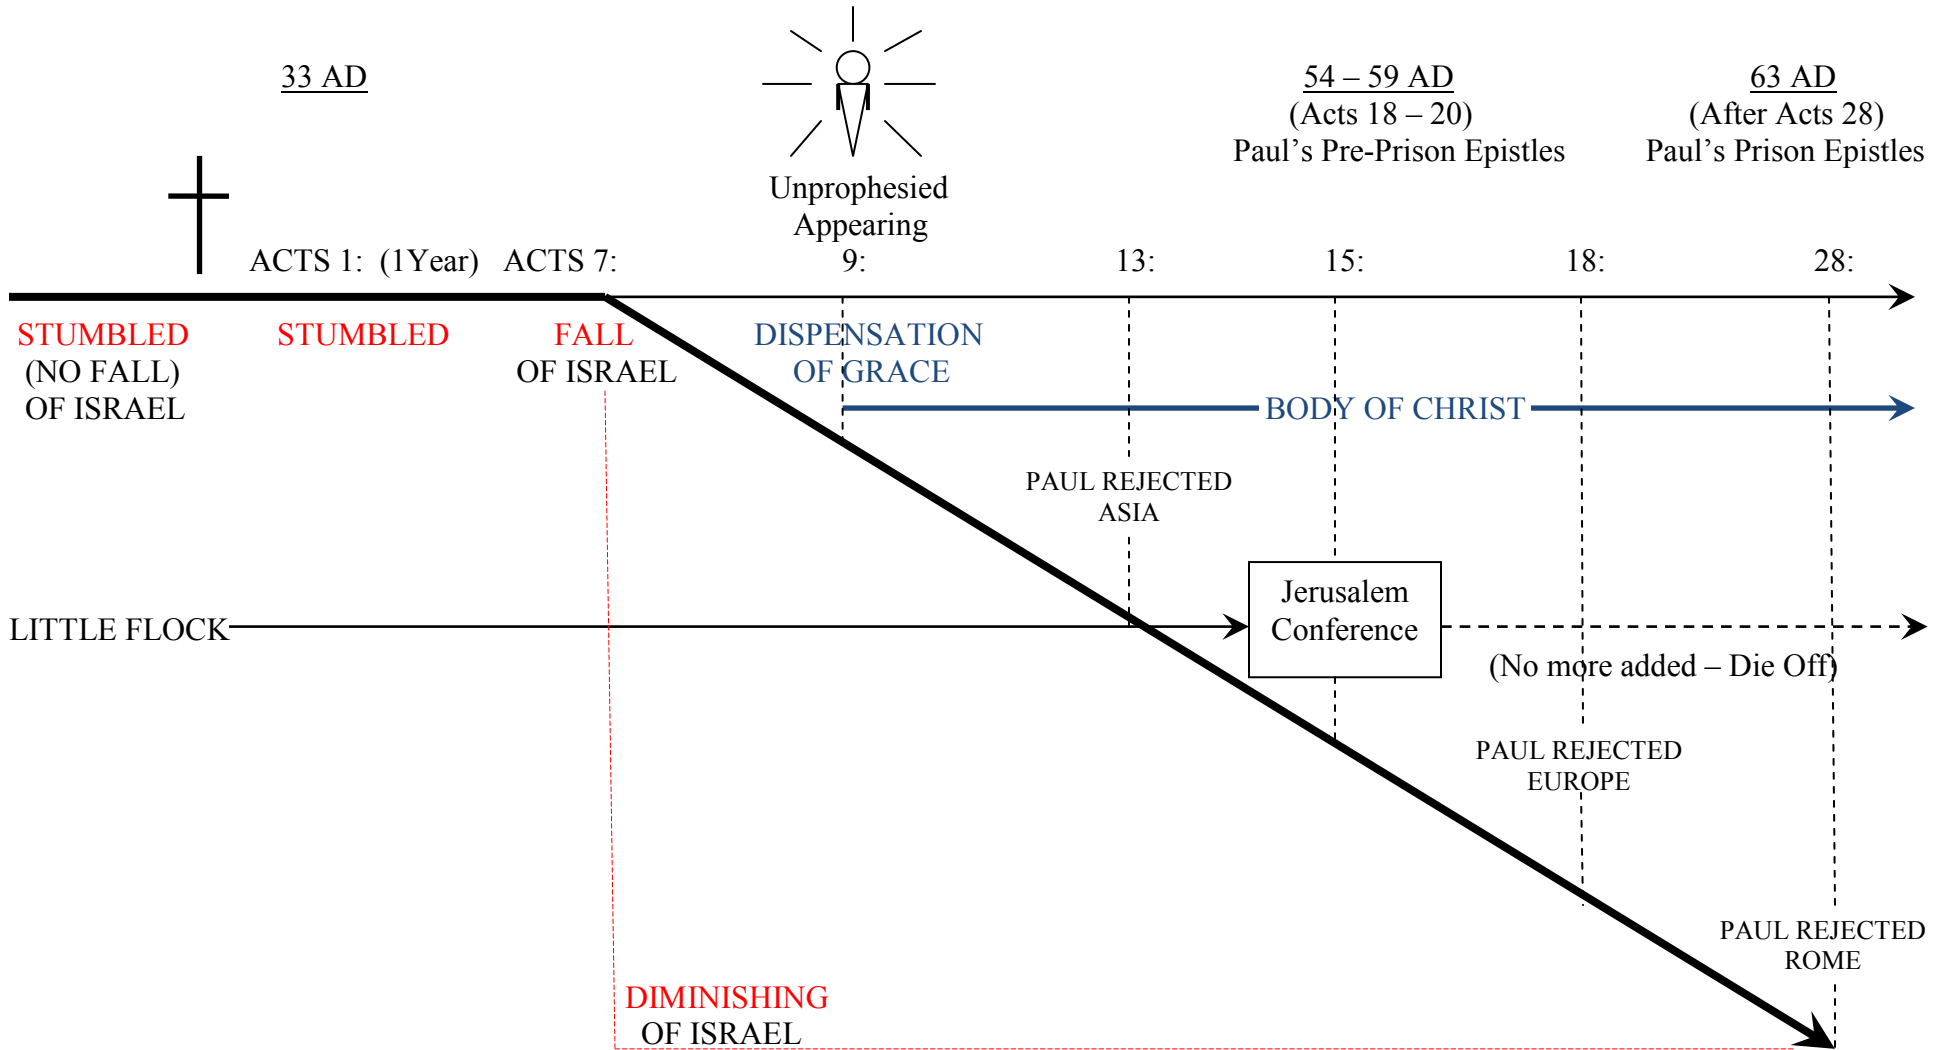 33 AD
54 – 59 AD
(Acts 18 – 20)
Paul’s Pre-Prison Epistles
63 AD
(After Acts 28)
Paul’s Prison Epistles
Unprophesied
Appearing
ACTS 1: (1Year) ACTS 7: 9: 13: 15: 18: 28:
STUMBLED
(NO FALL)
OF ISRAEL
STUMBLED
FALL
OF ISRAEL
DISPENSATION
OF GRACE
BODY OF CHRIST
PAUL REJECTED
ASIA
LITTLE FLOCK
Jerusalem
Conference
(No more added – Die Off)
PAUL REJECTED
EUROPE
PAUL REJECTED
ROME
DIMINISHING
OF ISRAEL